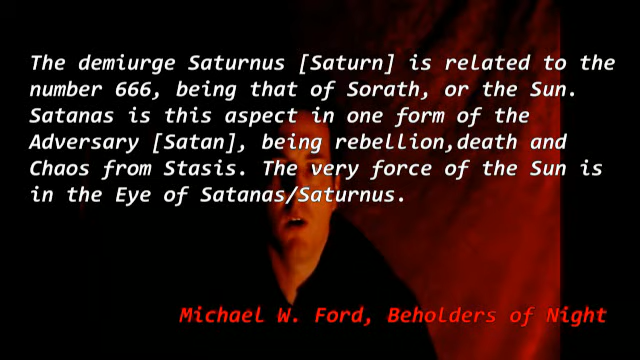 The demiurge Saturnus [Saturn] is related to the
number 666, being that of Sorath, or the Sun.
Satanas is this aspect in one form of the
Adversary [Satan], being rebellion,death and
Chaos from Stasis. The very force of the Sun is
in the Eye of Satanas/Saturnus.
Michael W. Ford, Beholders of Night